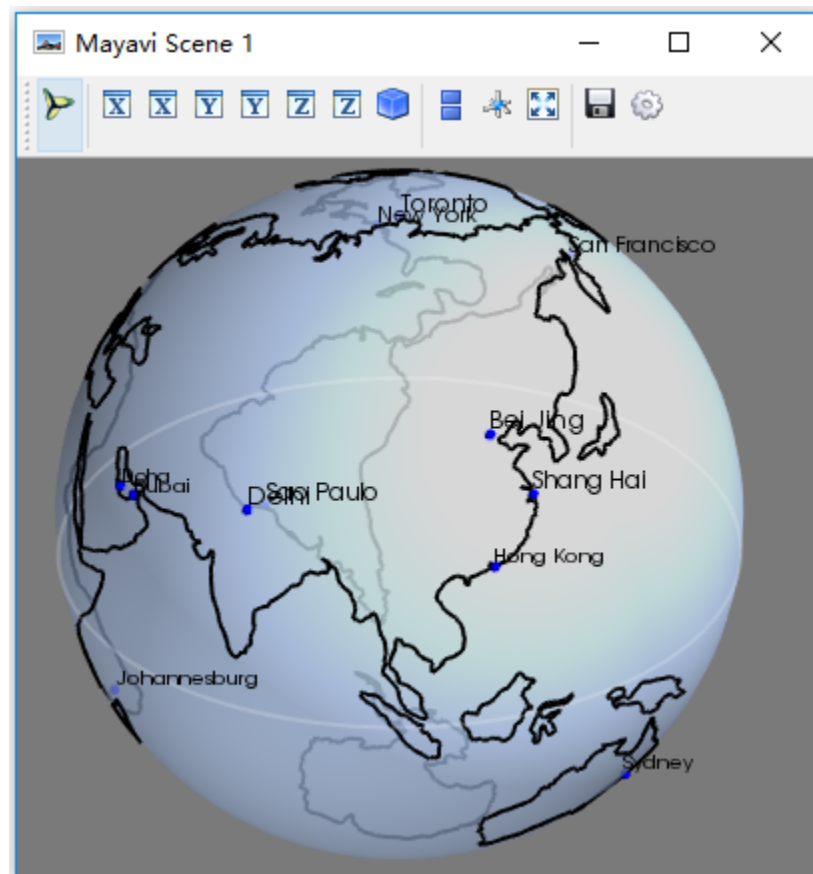 Mayavi Scene 1
X X Y Y Z Z
Toronto
New York
San Francisco
Bei Jing
Doha
Dubai
Delhi
Sao Paulo
Shang Hai
Hong Kong
Johannesburg
Sydney